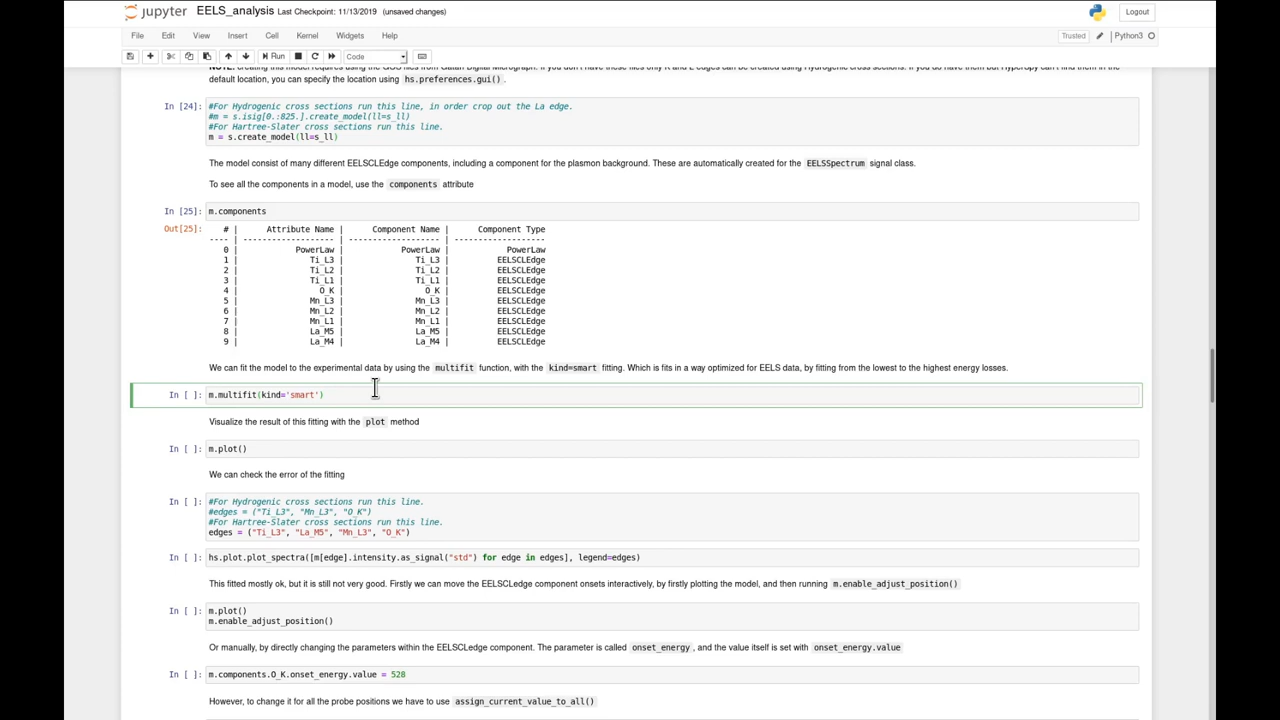 jupyter EELS_analysis Last Checkpoint: 11/13/2019 (unsaved changes) Logout
File Edit View Insert Cell Kernel Widgets Help Trusted Python3
Run Code
default location, you can specify the location using hs.preferences.gui() .
In [24]: #For Hydrogenic cross sections run this line, in order crop out the La edge.
#m = s.isig[0.:825.].create_model(ll=s_ll)
#For Hartree-Slater cross sections run this line.
m = s.create_model(ll=s_ll)
The model consist of many different EELSCLEdge components, including a component for the plasmon background. These are automatically created for the EELSSpectrum signal class.
To see all the components in a model, use the components attribute
In [25]: m.components
Out[25]: # | Attribute Name | Component Name | Component Type
---- | ------------------ | ------------------ | ------------------
0 | PowerLaw | PowerLaw | PowerLaw
1 | Ti_L3 | Ti_L3 | EELSCLEdge
2 | Ti_L2 | Ti_L2 | EELSCLEdge
3 | Ti_L1 | Ti_L1 | EELSCLEdge
4 | O_K | O_K | EELSCLEdge
5 | Mn_L3 | Mn_L3 | EELSCLEdge
6 | Mn_L2 | Mn_L2 | EELSCLEdge
7 | Mn_L1 | Mn_L1 | EELSCLEdge
8 | La_M5 | La_M5 | EELSCLEdge
9 | La_M4 | La_M4 | EELSCLEdge
We can fit the model to the experimental data by using the multifit function, with the kind=smart fitting. Which is fits in a way optimized for EELS data, by fitting from the lowest to the highest energy losses.
In [ ]: m.multifit(kind='smart')
Visualize the result of this fitting with the plot method
In [ ]: m.plot()
We can check the error of the fitting
In [ ]: #For Hydrogenic cross sections run this line.
#edges = ("Ti_L3", "Mn_L3", "O_K")
#For Hartree-Slater cross sections run this line.
edges = ("Ti_L3", "La_M5", "Mn_L3", "O_K")
In [ ]: hs.plot.plot_spectra([m[edge].intensity.as_signal("std") for edge in edges], legend=edges)
This fitted mostly ok, but it is still not very good. Firstly we can move the EELSCLedge component onsets interactively, by firstly plotting the model, and then running m.enable_adjust_position()
In [ ]: m.plot()
m.enable_adjust_position()
Or manually, by directly changing the parameters within the EELSCLedge component. The parameter is called onset_energy, and the value itself is set with onset_energy.value
In [ ]: m.components.O_K.onset_energy.value = 528
However, to change it for all the probe positions we have to use assign_current_value_to_all()